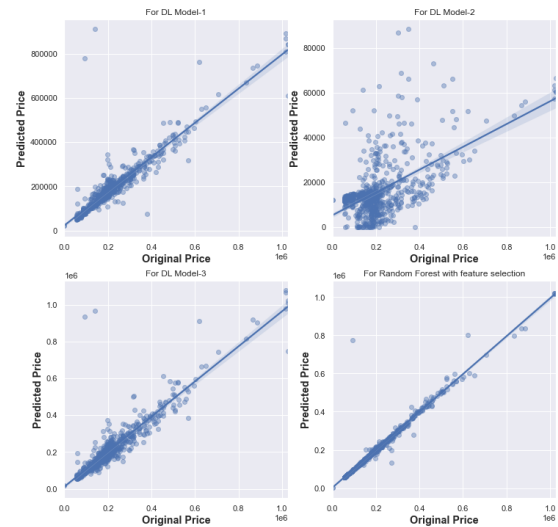 For DL Model-1
For DL Model-2
Predicted Price
800000
600000
400000
200000
0
0.0 0.2 0.4 0.6 0.8 1.0
1e6
Original Price
Predicted Price
80000
60000
40000
20000
0
0.0 0.2 0.4 0.6 0.8 1.0
1e6
Original Price
1e6
For DL Model-3
1e6
For Random Forest with feature selection
Predicted Price
1.0
0.8
0.6
0.4
0.2
0.0
0.0 0.2 0.4 0.6 0.8 1.0
1e6
Original Price
Predicted Price
1.0
0.8
0.6
0.4
0.2
0.0
0.0 0.2 0.4 0.6 0.8 1.0
1e6
Original Price